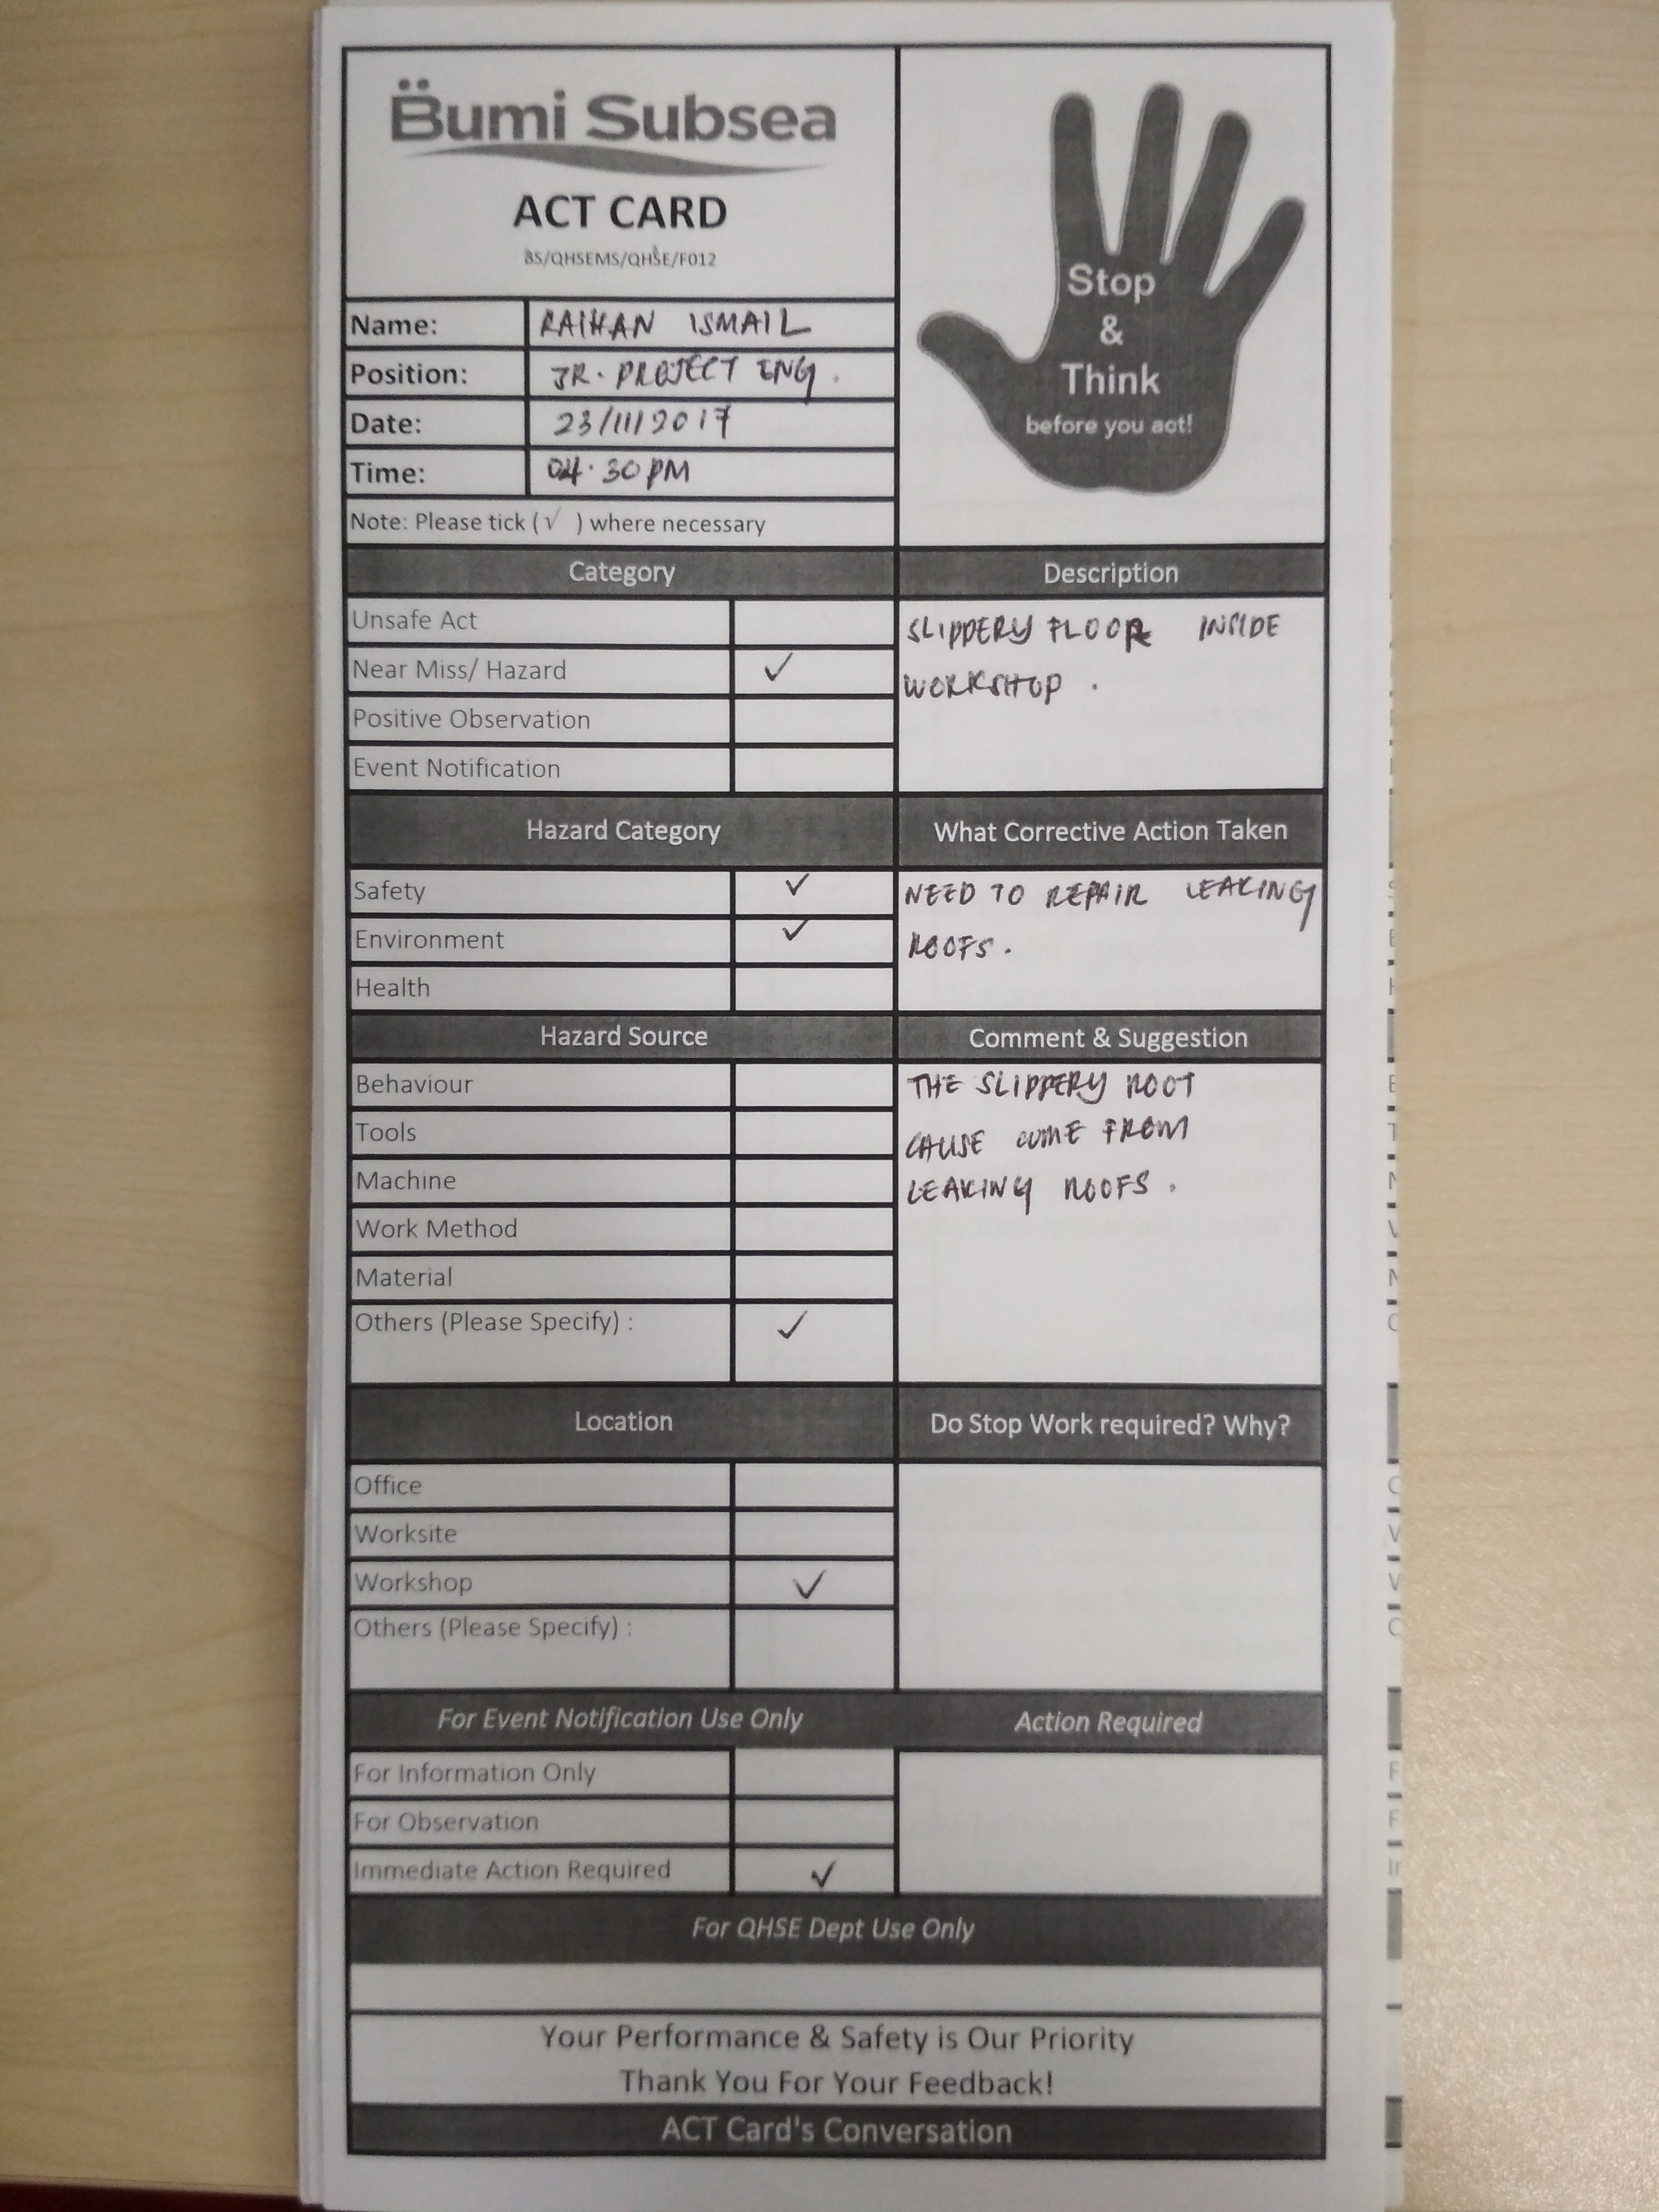 Bumi Subsea
ACT CARD
BS/QHSEMS/QHSE/F012
Stop
&
Think
before you act!
Name: RAIHAN ISMAIL
Position: JR. PROJECT ENG.
Date: 23/11/2017
Time: 04.30 PM
Note: Please tick (√ ) where necessary
Category
Description
Unsafe Act
Near Miss/ Hazard ✓
Positive Observation
Event Notification
SLIPPERY FLOOR INSIDE
WORKSHOP .
Hazard Category
What Corrective Action Taken
Safety ✓
Environment ✓
Health
NEED TO REPAIR LEAKING
ROOFS.
Hazard Source
Comment & Suggestion
Behaviour
Tools
Machine
Work Method
Material
Others (Please Specify) : ✓
THE SLIPPERY ROOT
CAUSE COME FROM
LEAKING ROOFS .
Location
Do Stop Work required? Why?
Office
Worksite
Workshop ✓
Others (Please Specify) :
For Event Notification Use Only
Action Required
For Information Only
For Observation
Immediate Action Required ✓
For QHSE Dept Use Only
Your Performance & Safety is Our Priority
Thank You For Your Feedback!
ACT Card's Conversation